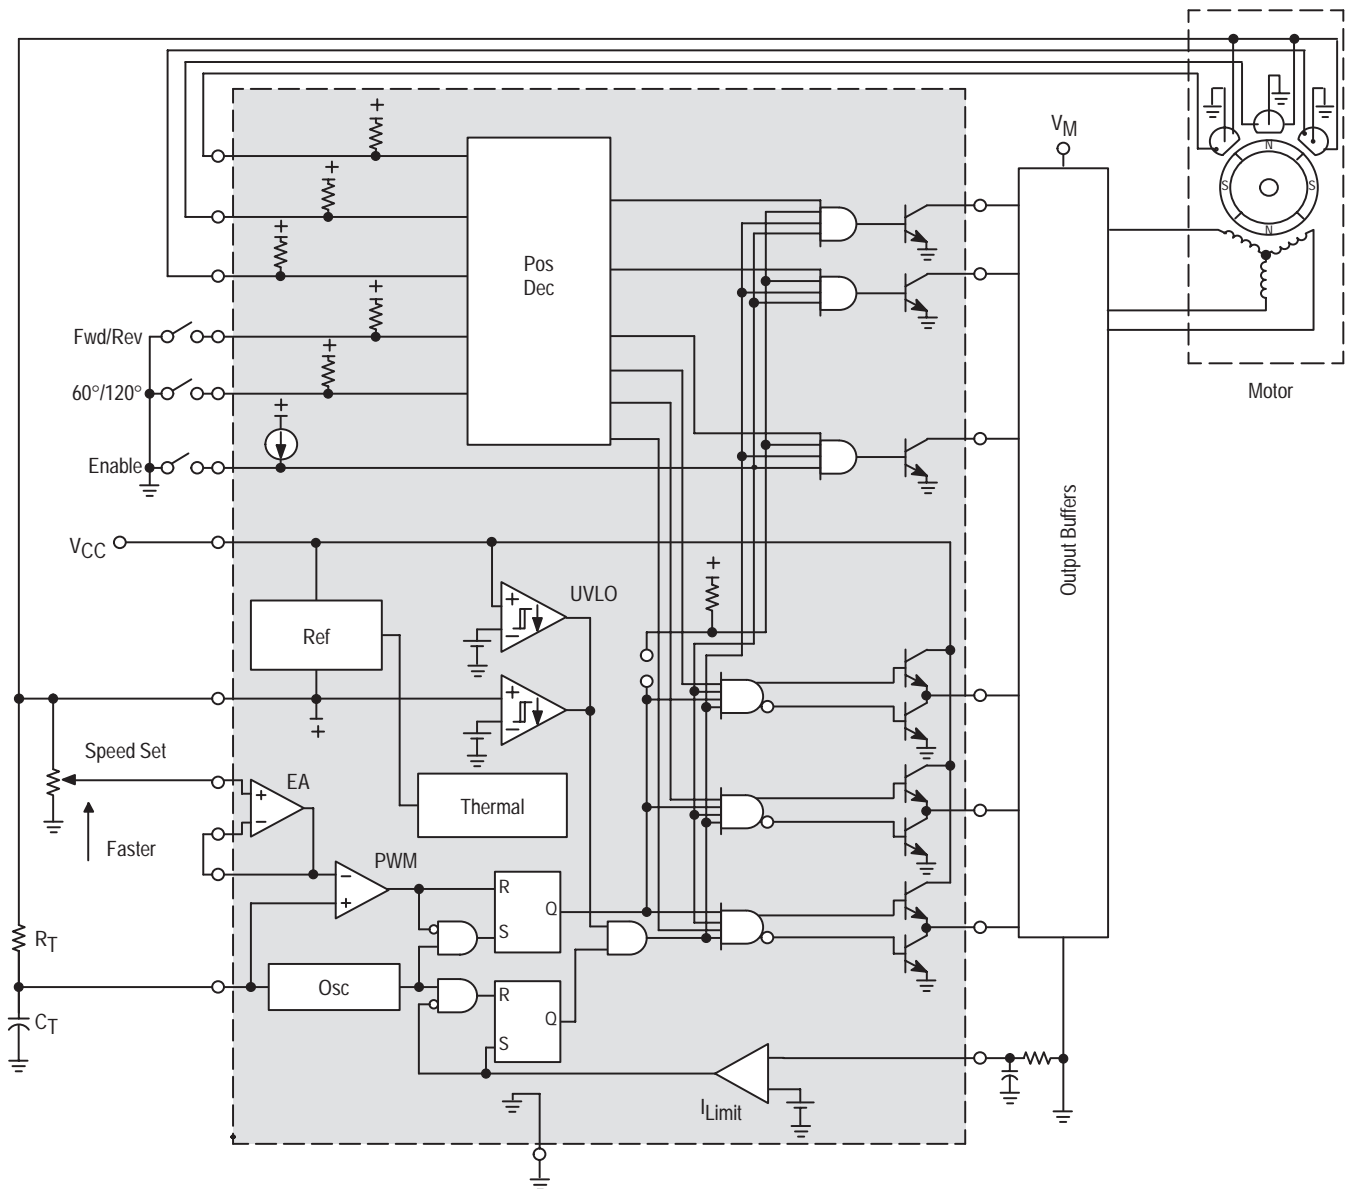 N
S
S
N
V_M
Motor
Pos
Dec
Output Buffers
Fwd/Rev
60°/120°
Enable
V_CC
UVLO
Ref
Thermal
Speed Set
EA
Faster
PWM
R
S
Q
R_T
Osc
R
S
Q
C_T
I_Limit